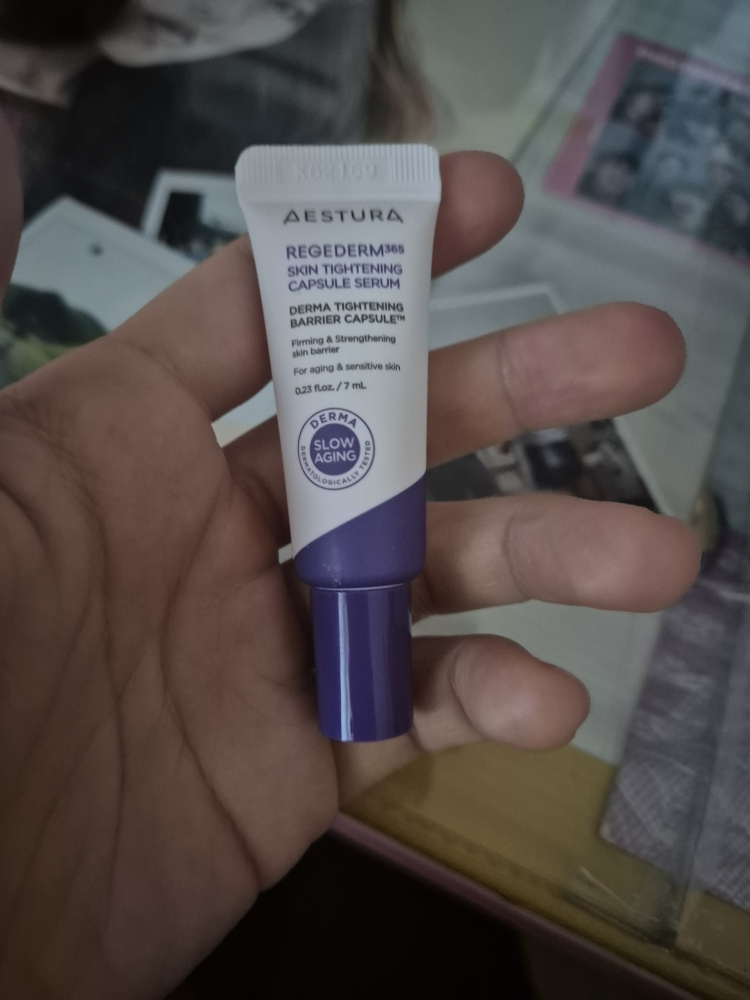 AESTURA
REGEDERM³⁶⁵
SKIN TIGHTENING
CAPSULE SERUM
DERMA TIGHTENING
BARRIER CAPSULE™
Firming & Strengthening
skin barrier
For aging & sensitive skin
0.23 fl.oz. / 7 mL
DERMA
SLOW
AGING
DERMATOLOGICALLY TESTED